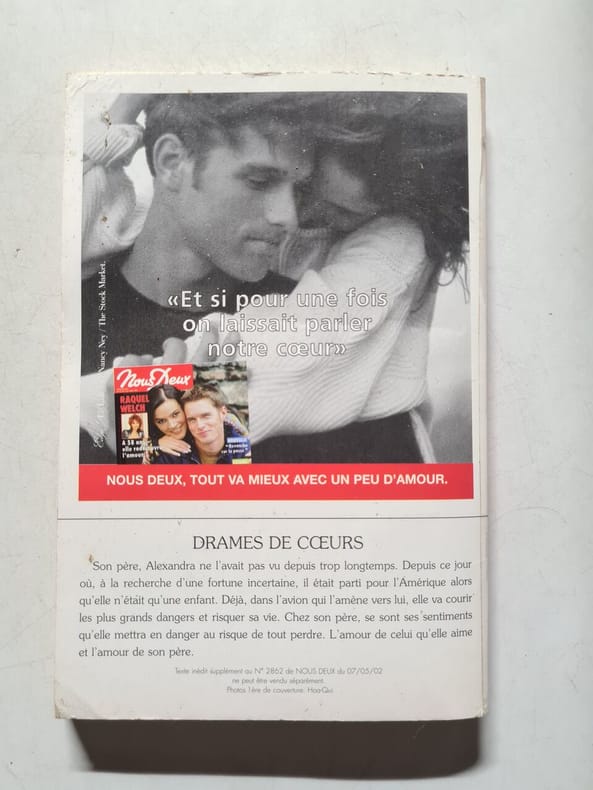 Nancy Ney / The Stock Market.
«Et si pour une fois
on laissait parler
notre cœur»
Nous Deux
RAQUEL
WELCH
A 58 ans
elle
l'amour
NOUS DEUX, TOUT VA MIEUX AVEC UN PEU D'AMOUR.
DRAMES DE CŒURS
Son père, Alexandra ne l'avait pas vu depuis trop longtemps. Depuis ce jour
où, à la recherche d'une fortune incertaine, il était parti pour l'Amérique alors
qu'elle n'était qu'une enfant. Déjà, dans l'avion qui l'amène vers lui, elle va courir
les plus grands dangers et risquer sa vie. Chez son père, se sont ses sentiments
qu'elle mettra en danger au risque de tout perdre. L'amour de celui qu'elle aime
et l'amour de son père.
Texte inédit supplément au N° 2862 de NOUS DEUX du 07/05/02
ne peut être vendu séparément.
Photos 1ère de couverture. Hoa-Qui